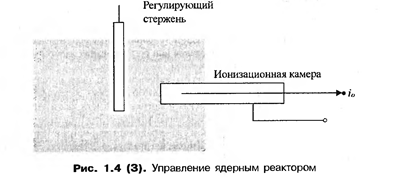 Регулирующий
стержень
Ионизационная камера
i₀
Рис. 1.4 (3). Управление ядерным реактором